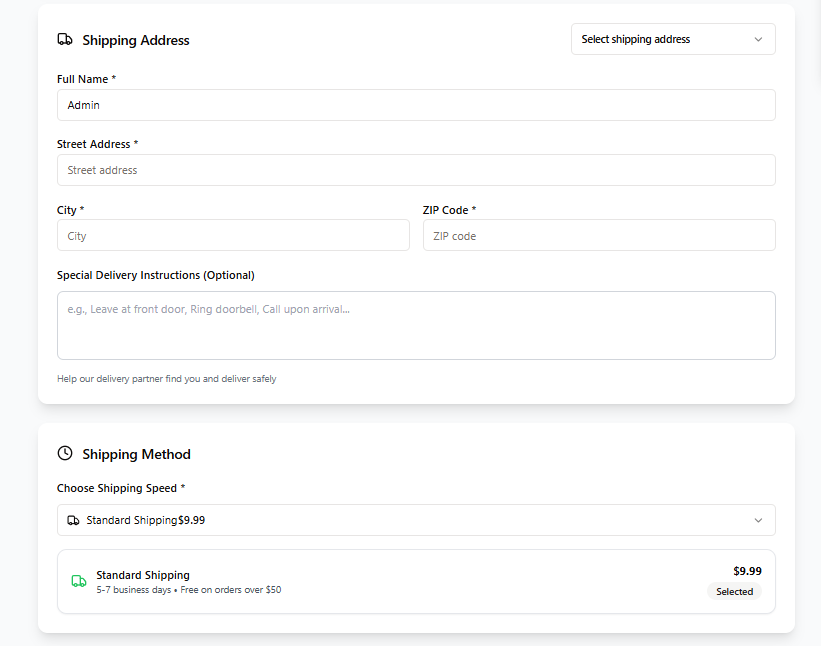 Shipping Address
Select shipping address
Full Name *
Admin
Street Address *
Street address
City *
ZIP Code *
City
ZIP code
Special Delivery Instructions (Optional)
e.g., Leave at front door, Ring doorbell, Call upon arrival...
Help our delivery partner find you and deliver safely
Shipping Method
Choose Shipping Speed *
Standard Shipping$9.99
Standard Shipping
$9.99
5-7 business days • Free on orders over $50
Selected